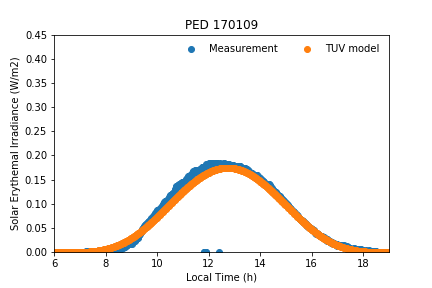 PED 170109
Measurement
TUV model
Solar Erythemal Irradiance (W/m2)
0.45
0.40
0.35
0.30
0.25
0.20
0.15
0.10
0.05
0.00
6 8 10 12 14 16 18
Local Time (h)